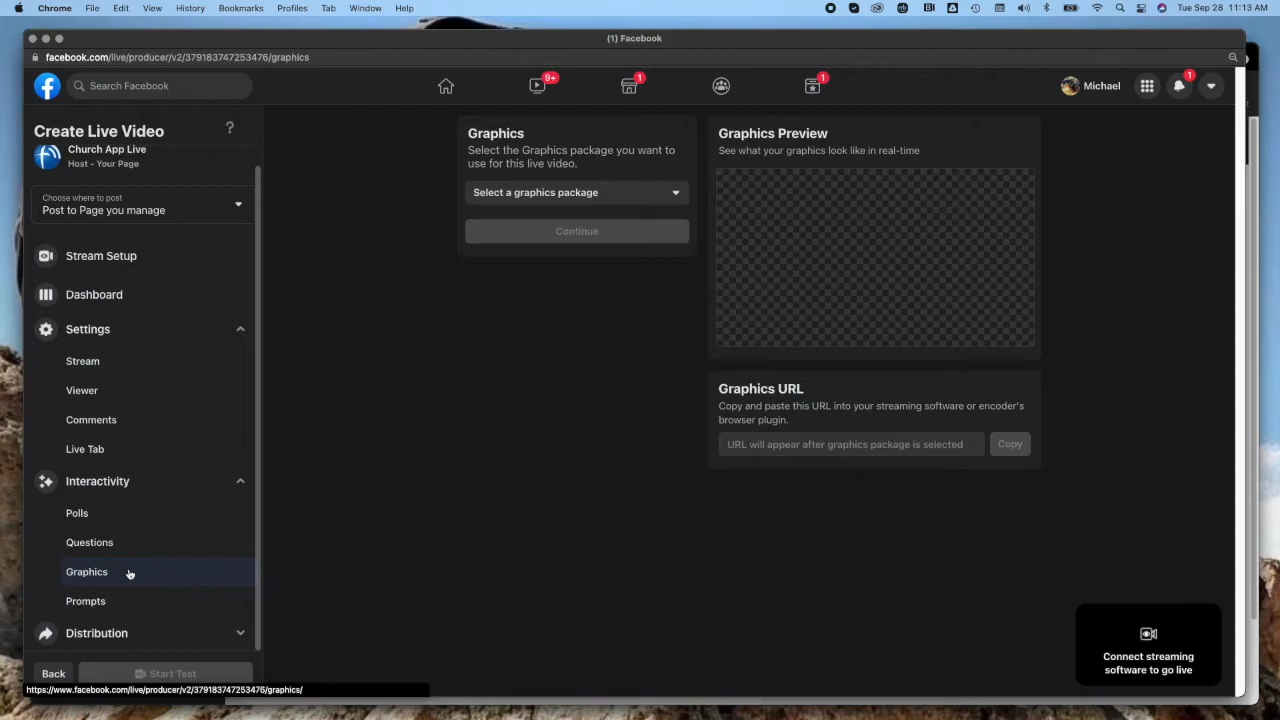 Chrome File Edit View History Bookmarks Profiles Tab Window Help
Tue Sep 28 11:13 AM
(1) Facebook
facebook.com/live/producer/v2/379183747253476/graphics
Search Facebook
9+
1
1
Michael
1
Create Live Video
?
Church App Live
Host - Your Page
Choose where to post
Post to Page you manage
Stream Setup
Dashboard
Settings
Stream
Viewer
Comments
Live Tab
Interactivity
Polls
Questions
Graphics
Prompts
Distribution
Back
Start Test
https://www.facebook.com/live/producer/v2/379183747253476/graphics/
Graphics
Select the Graphics package you want to
use for this live video.
Select a graphics package
Continue
Graphics Preview
See what your graphics look like in real-time
Graphics URL
Copy and paste this URL into your streaming software or encoder's
browser plugin.
URL will appear after graphics package is selected
Copy
Connect streaming
software to go live